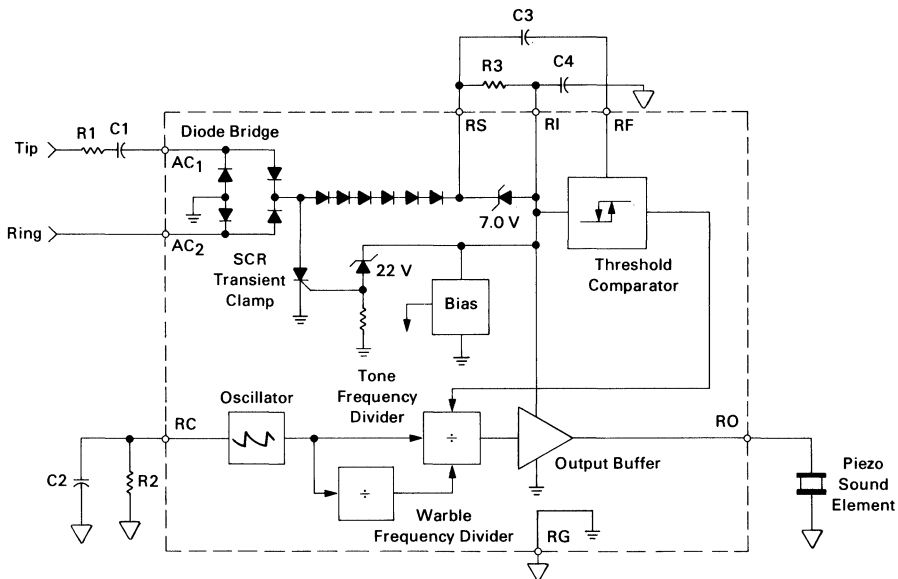 C3
R3
C4
RS
RI
RF
R1
C1
Diode Bridge
Tip
AC1
Ring
AC2
7.0 V
SCR
Transient
Clamp
22 V
Bias
Threshold
Comparator
Tone
Frequency
Divider
Oscillator
RC
÷
RO
Output Buffer
C2
R2
÷
Warble
Frequency Divider
Piezo
Sound
Element
RG